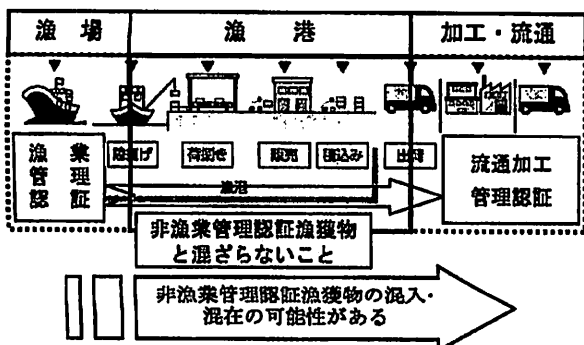 漁場 漁港 加工・流通
陸揚げ 荷捌き 販売 積込み 出荷
漁業
管理
認証
漁港
流通加工
管理認証
非漁業管理認証漁獲物
と混ざらないこと
非漁業管理認証漁獲物の混入・
混在の可能性がある